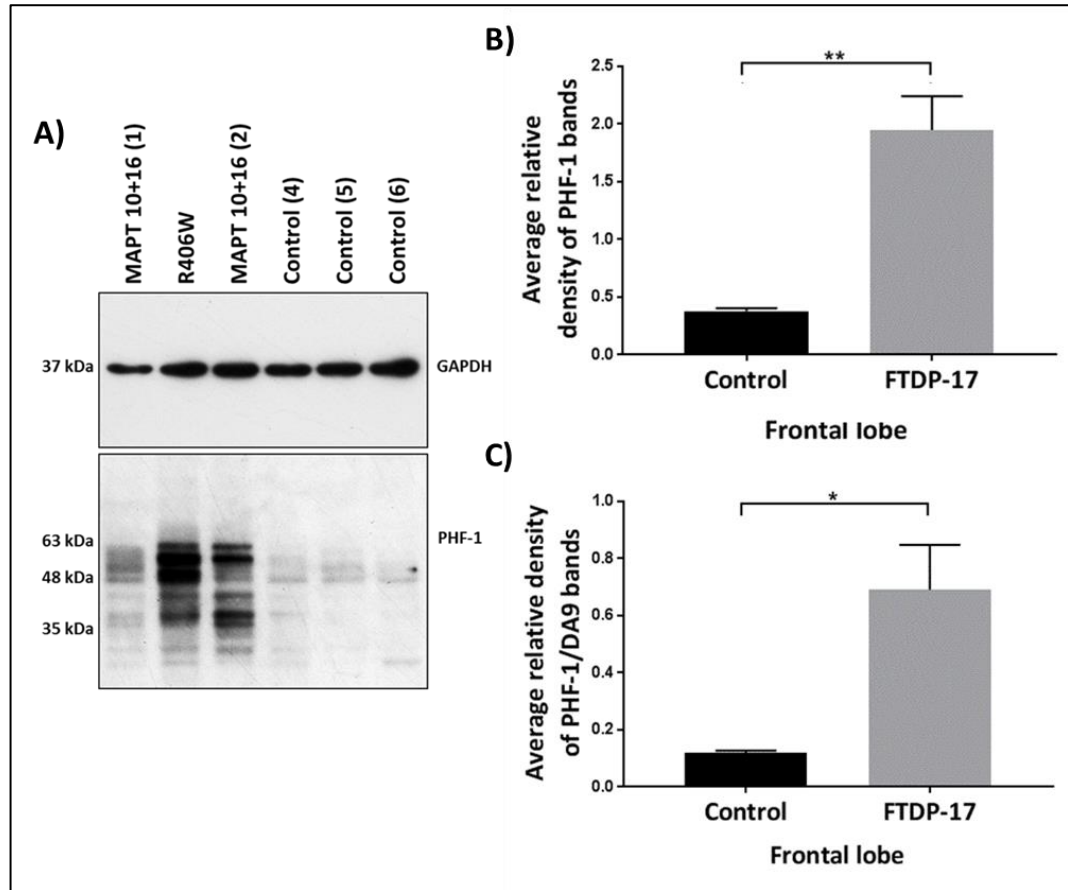 A)
MAPT 10+16 (1)
R406W
MAPT 10+16 (2)
Control (4)
Control (5)
Control (6)
37 kDa
GAPDH
63 kDa
48 kDa
35 kDa
PHF-1
B)
Average relative
density of PHF-1 bands
2.5
2.0
1.5
1.0
0.5
0.0
**
Control
FTDP-17
Frontal lobe
C)
Average relative density
of PHF-1/DA9 bands
1.0
0.8
0.6
0.4
0.2
0.0
*
Control
FTDP-17
Frontal lobe